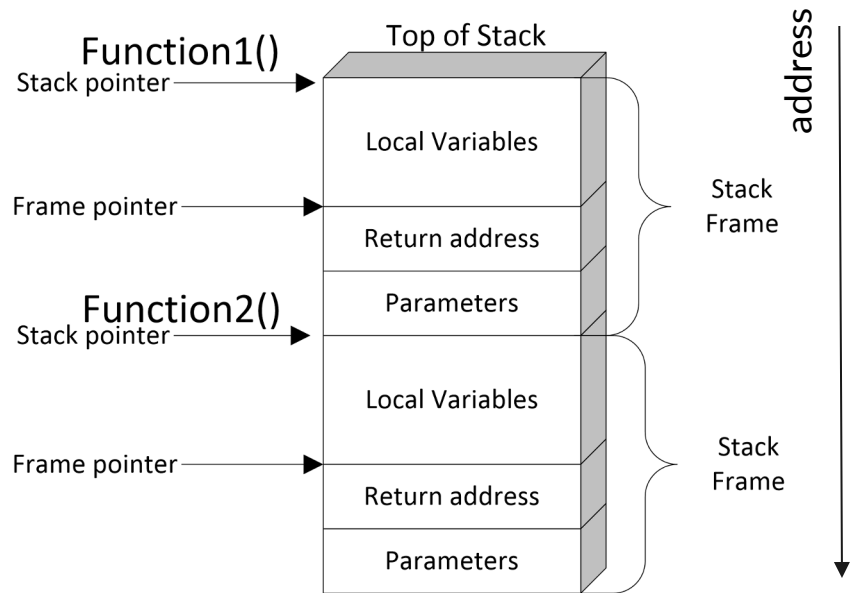 Top of Stack
Function1()
Stack pointer
Local Variables
Frame pointer
Return address
Parameters
Stack
Frame
Function2()
Stack pointer
Local Variables
Frame pointer
Return address
Parameters
Stack
Frame
address